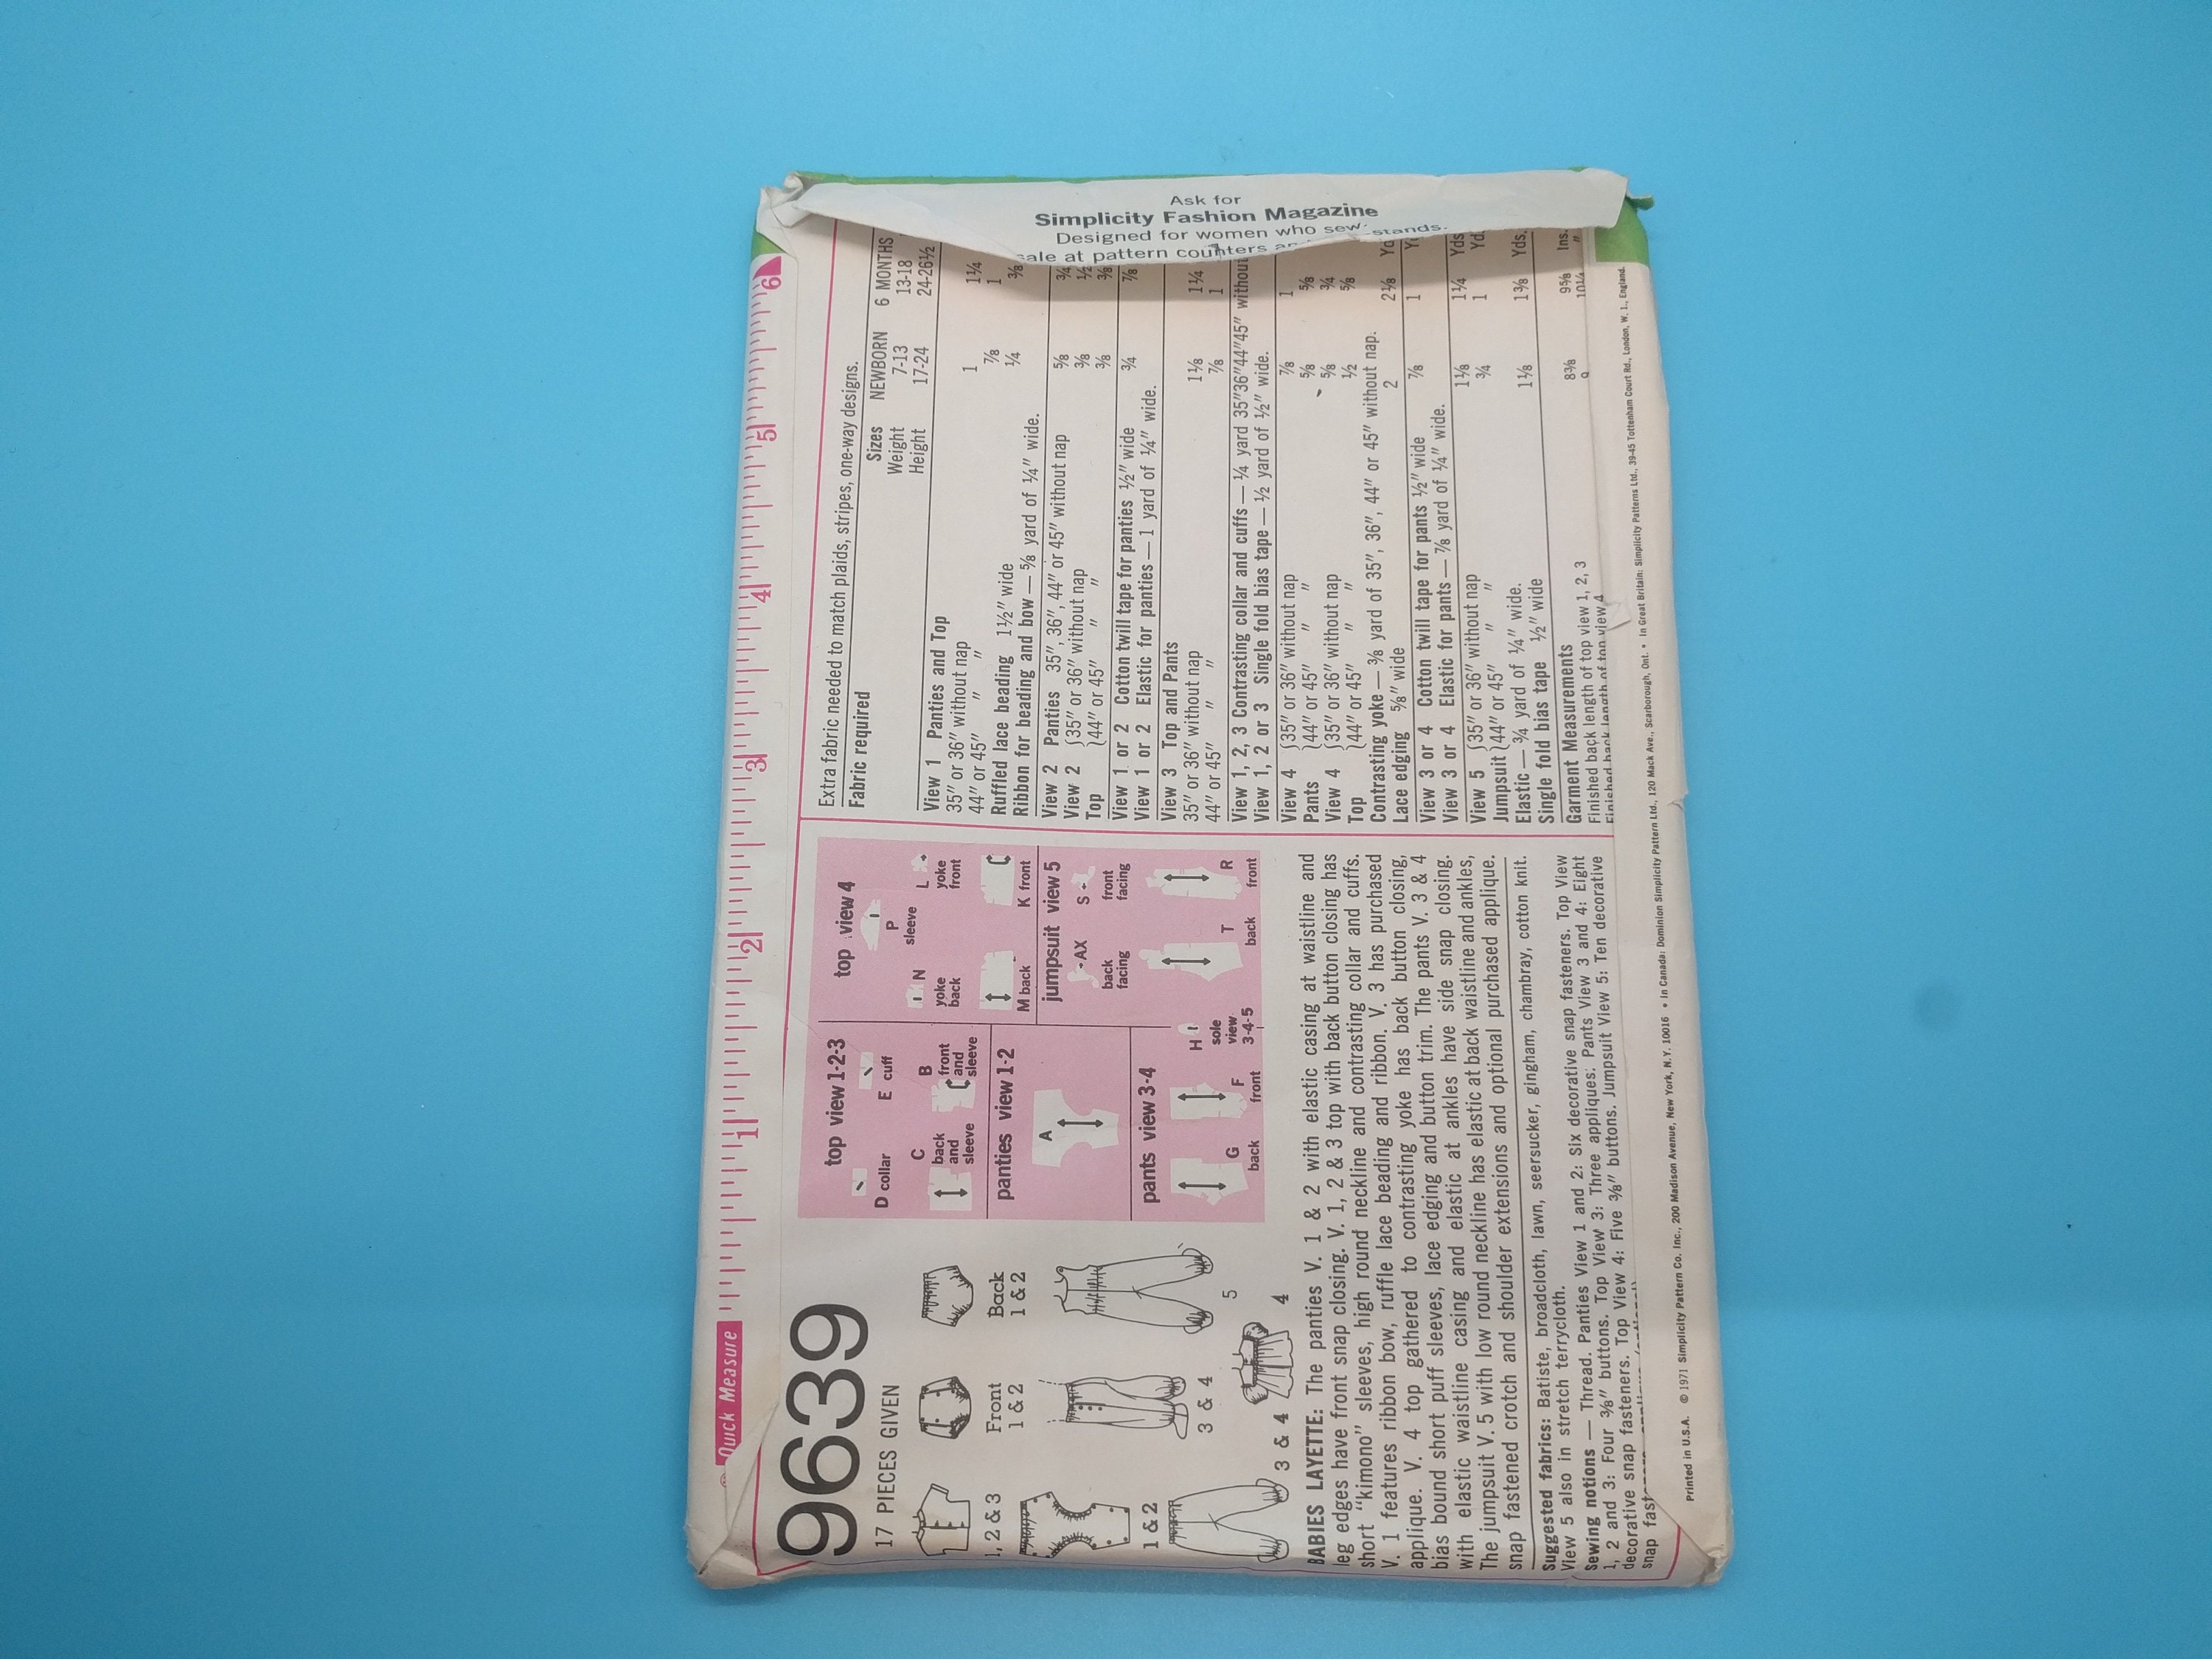 Ask for
Simplicity Fashion Magazine
Designed for women who sew
sale at pattern counters stands.
Quick Measure 1 2 3 4 5 6
9639
17 PIECES GIVEN
1, 2 & 3
Front
1 & 2
Back
1 & 2
1 & 2
3 & 4
5
3 & 4
4
top view 1-2-3
D collar
E cuff
C
back
and
sleeve
B
front
and
sleeve
panties view 1-2
A
pants view 3-4
G
back
F
front
H
sole
view
3-4-5
top view 4
N
yoke
back
P
sleeve
L
yoke
front
M back
K front
jumpsuit view 5
AX
back
facing
S
front
facing
T
back
R
front
BABIES LAYETTE: The panties V. 1 & 2 with elastic casing at waistline and
leg edges have front snap closing. V. 1, 2 & 3 top with back button closing has
short "kimono" sleeves, high round neckline and contrasting collar and cuffs.
V. 1 features ribbon bow, ruffle lace beading and ribbon. V. 3 has purchased
applique. V. 4 top gathered to contrasting yoke has back button closing,
bias bound short puff sleeves, lace edging and button trim. The pants V. 3 & 4
with elastic waistline casing and elastic at ankles have side snap closing.
The jumpsuit V. 5 with low round neckline has elastic at back waistline and ankles,
snap fastened crotch and shoulder extensions and optional purchased applique.
Suggested fabrics: Batiste, broadcloth, lawn, seersucker, gingham, chambray, cotton knit.
View 5 also in stretch terrycloth.
Sewing notions — Thread. Panties View 1 and 2: Six decorative snap fasteners. Top View
1, 2 and 3: Four ⅜" buttons. Top View 3: Three appliques: Pants View 3 and 4: Eight
decorative snap fasteners. Top View 4: Five ⅜" buttons. Jumpsuit View 5: Ten decorative
snap
Extra fabric needed to match plaids, stripes, one-way designs.
Fabric required Sizes NEWBORN 6 MONTHS
Weight 7-13 13-18
Height 17-24 24-26½
View 1 Panties and Top
35" or 36" without nap 1 1¼
44" or 45" " " ⅞ 1
Ruffled lace beading 1½" wide ¼ ⅜
Ribbon for beading and bow — ⅝ yard of ¼" wide.
View 2 Panties 35", 36", 44" or 45" without nap ⅝ ¾
View 2 {35" or 36" without nap ⅜ ½
Top {44" or 45" " " ⅜ ⅜
View 1 or 2 Cotton twill tape for panties ½" wide ¾ ⅞
View 1 or 2 Elastic for panties — 1 yard of ¼" wide.
View 3 Top and Pants
35" or 36" without nap 1⅛ 1¼
44" or 45" " " ⅞ 1
View 1, 2, 3 Contrasting collar and cuffs — ¼ yard 35"36"44"45" without
View 1, 2 or 3 Single fold bias tape — ½ yard of ½" wide.
View 4 {35" or 36" without nap ⅞ 1
Pants {44" or 45" " " ⅝ ⅝
View 4 {35" or 36" without nap ⅝ ¾
Top {44" or 45" " " ½ ⅝
Contrasting yoke — ⅜ yard of 35", 36", 44" or 45" without nap.
Lace edging ⅝" wide 2 2⅛ Yd
View 3 or 4 Cotton twill tape for pants ½" wide ⅞ 1
View 3 or 4 Elastic for pants — ⅞ yard of ¼" wide.
View 5 {35" or 36" without nap 1⅛ 1¼ Yds
Jumpsuit {44" or 45" " " ¾ 1 Yd.
Elastic — ¾ yard of ¼" wide.
Single fold bias tape ½" wide 1⅛ 1⅜ Yds.
Garment Measurements
Finished back length of top view 1, 2, 3 8⅜ 9⅝ Ins.
Finished back length of top view 4 9 10¼ "
Printed in U.S.A. © 1971 Simplicity Pattern Co. Inc., 200 Madison Avenue, New York, N.Y. 10016 • In Canada: Dominion Simplicity Pattern Ltd., 120 Mack Ave., Scarborough, Ont. • In Great Britain: Simplicity Patterns Ltd., 39-45 Tottenham Court Rd., London, W. 1., England.